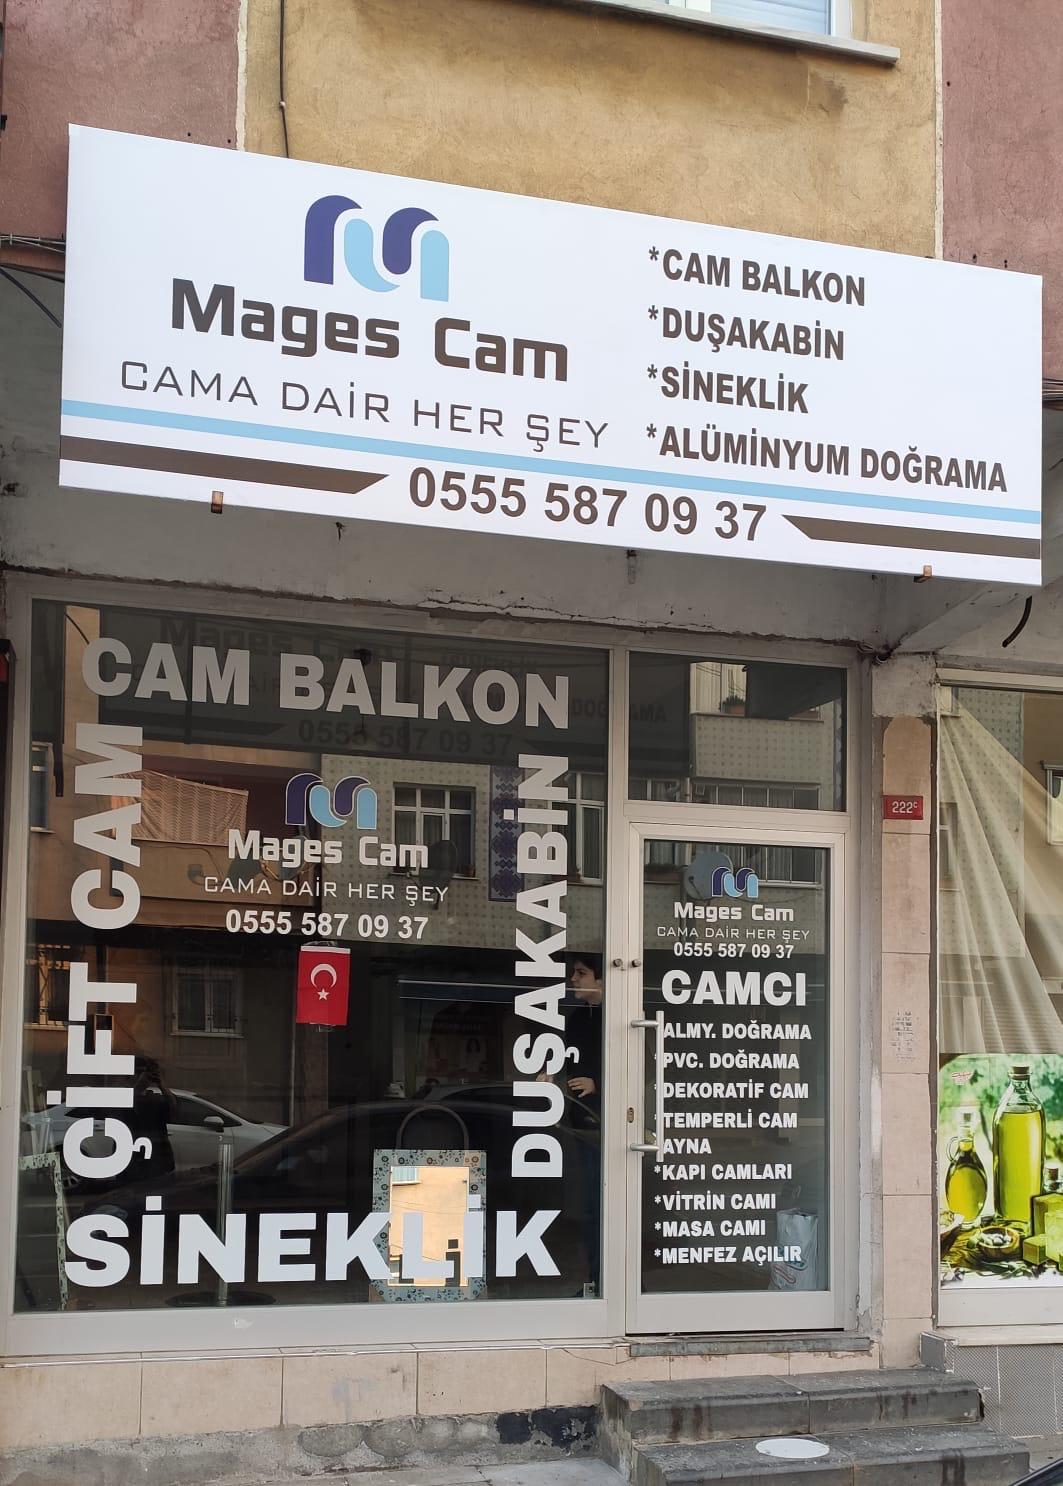 Mages Cam
CAMA DAİR HER ŞEY
*CAM BALKON
*DUŞAKABİN
*SİNEKLİK
*ALÜMİNYUM DOĞRAMA
0555 587 09 37
CAM BALKON
ÇİFT CAM
DUŞAKABİN
SİNEKLİK
Mages Cam
CAMA DAİR HER ŞEY
0555 587 09 37
Mages Cam
CAMA DAİR HER ŞEY
0555 587 09 37
CAMCI
*ALMY. DOĞRAMA
*PVC. DOĞRAMA
*DEKORATİF CAM
*TEMPERLİ CAM
AYNA
*KAPI CAMLARI
*VİTRİN CAMI
*MASA CAMI
*MENFEZ AÇILIR
222C